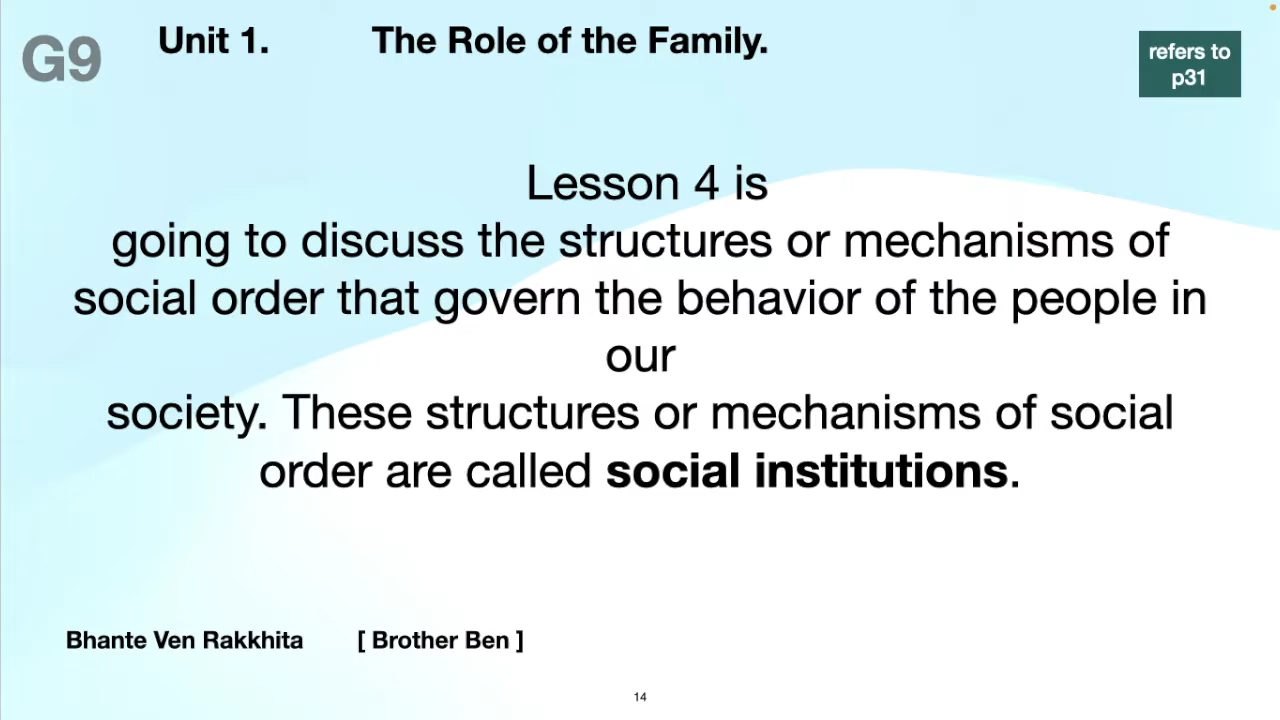 G9
Unit 1. The Role of the Family.
refers to
p31
Lesson 4 is
going to discuss the structures or mechanisms of
social order that govern the behavior of the people in
our
society. These structures or mechanisms of social
order are called social institutions.
Bhante Ven Rakkhita [ Brother Ben ]
14